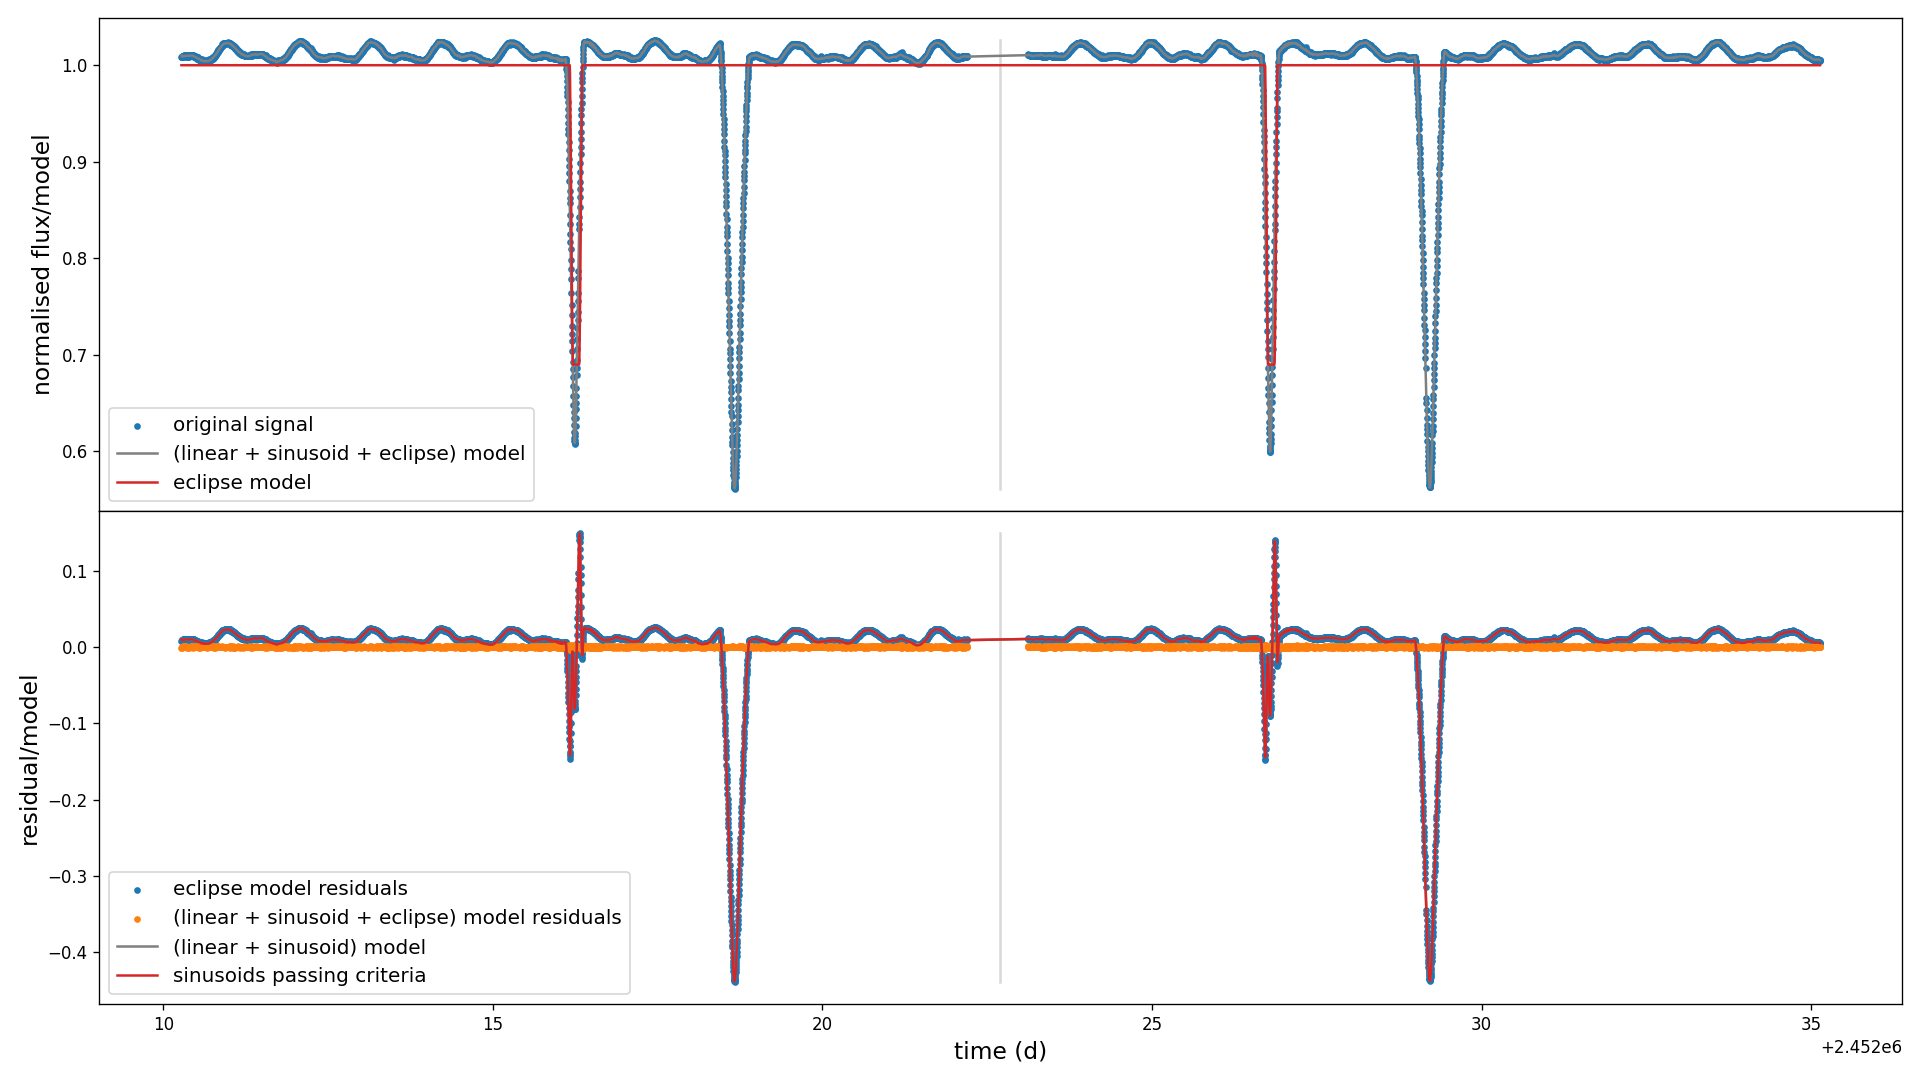 normalised flux/model
1.0
0.9
0.8
0.7
0.6
original signal
(linear + sinusoid + eclipse) model
eclipse model
residual/model
0.1
0.0
−0.1
−0.2
−0.3
−0.4
eclipse model residuals
(linear + sinusoid + eclipse) model residuals
(linear + sinusoid) model
sinusoids passing criteria
10 15 20 25 30 35
time (d)
+2.452e6